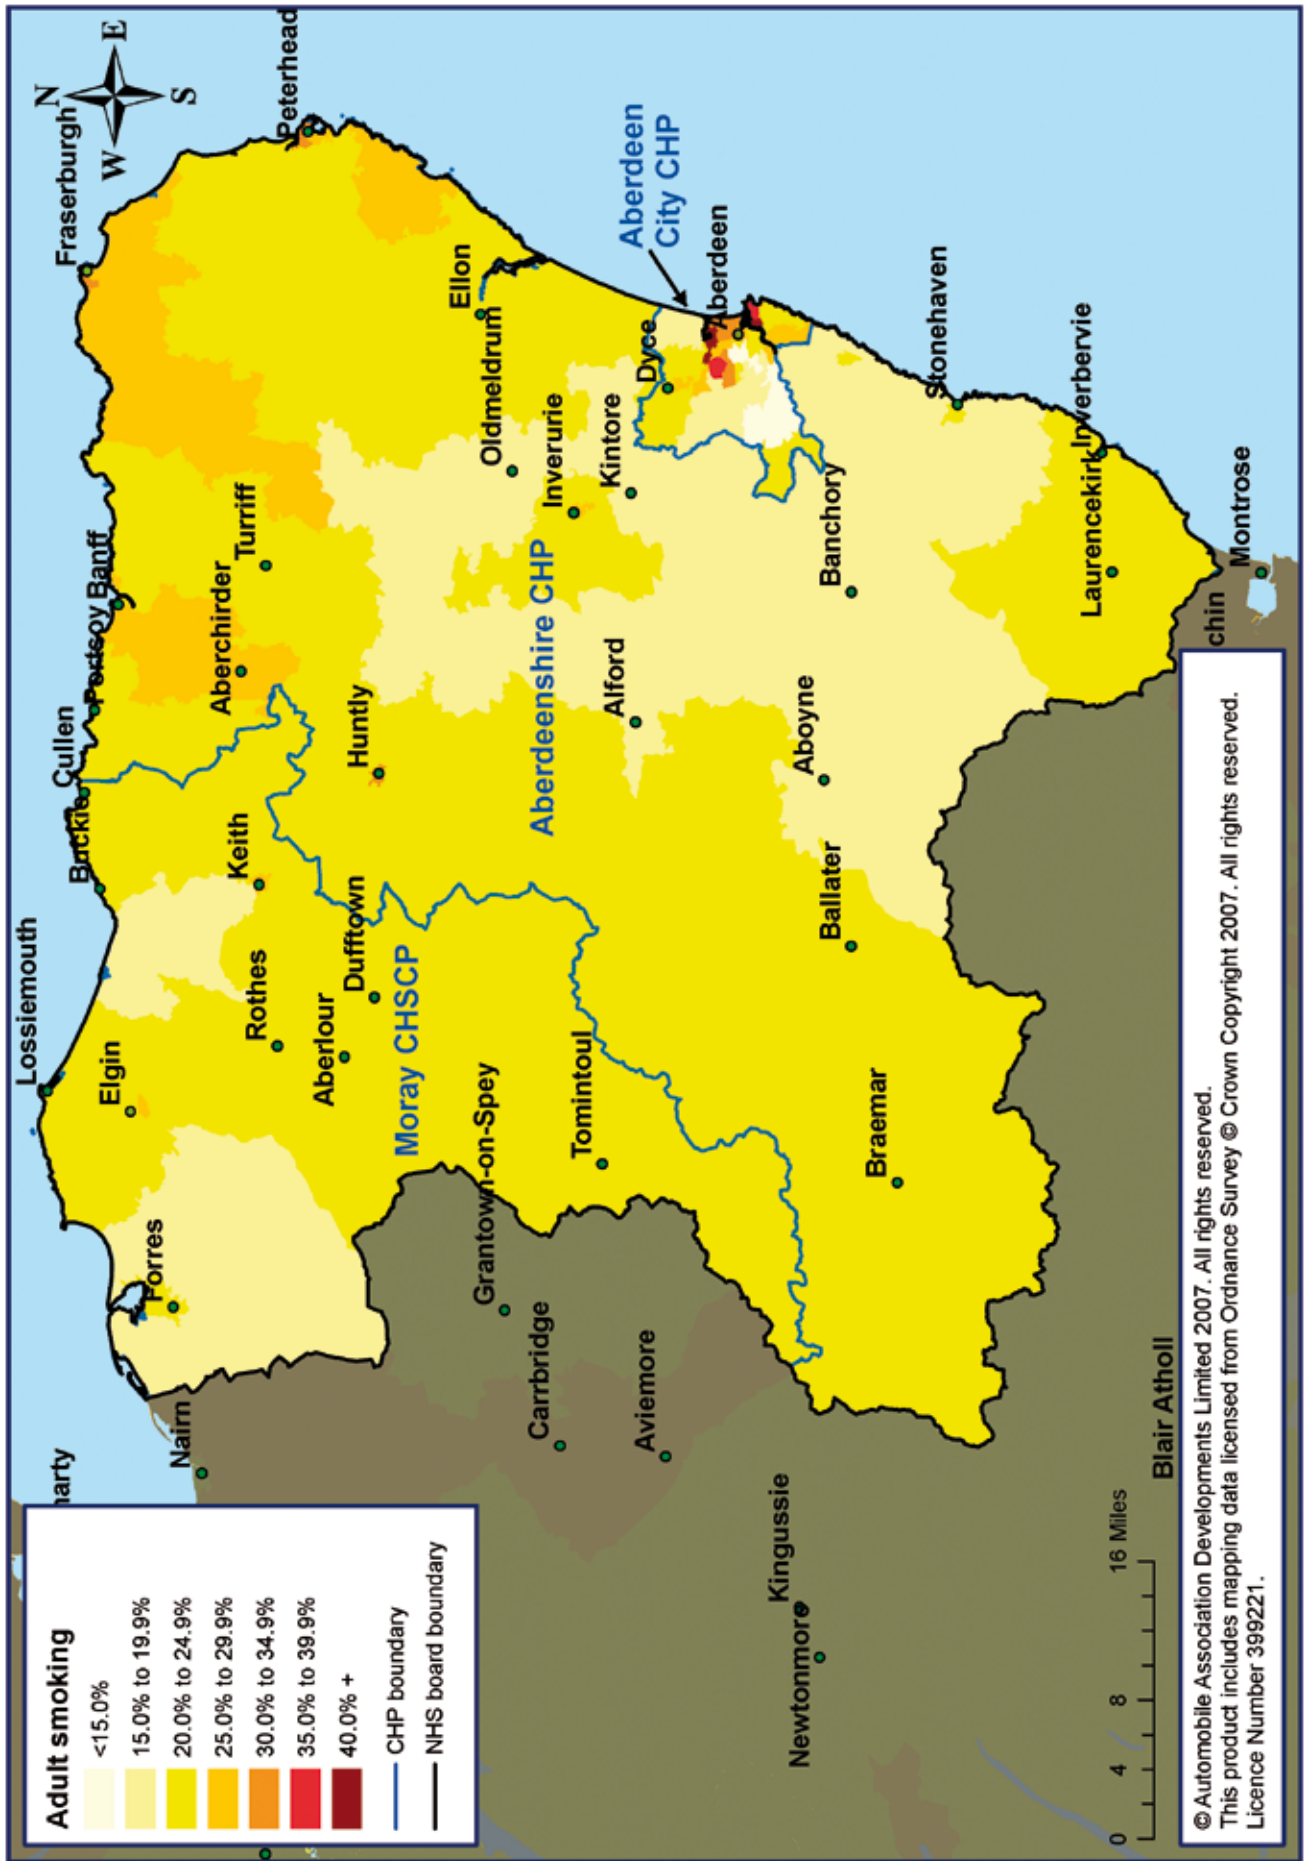 Adult smoking
<15.0%
15.0% to 19.9%
20.0% to 24.9%
25.0% to 29.9%
30.0% to 34.9%
35.0% to 39.9%
40.0% +
CHP boundary
NHS board boundary
harty
Nairn
Forres
Elgin
Lossiemouth
Rothes
Aberlour
Dufftown
Keith
Buckie
Cullen
Portsoy
Banff
Aberchirder
Turriff
Huntly
Fraserburgh
Peterhead
N
E
S
W
Moray CHSCP
Aberdeenshire CHP
Aberdeen
City CHP
Grantown-on-Spey
Carrbridge
Aviemore
Tomintoul
Kingussie
Newtonmore
Braemar
Ballater
Aboyne
Alford
Banchory
Kintore
Inverurie
Oldmeldrum
Ellon
Dyce
Aberdeen
Stonehaven
Inverbervie
Laurencekirk
Montrose
chin
Blair Atholl
0 4 8 16 Miles
© Automobile Association Developments Limited 2007. All rights reserved.
This product includes mapping data licensed from Ordnance Survey © Crown Copyright 2007. All rights reserved.
Licence Number 399221.